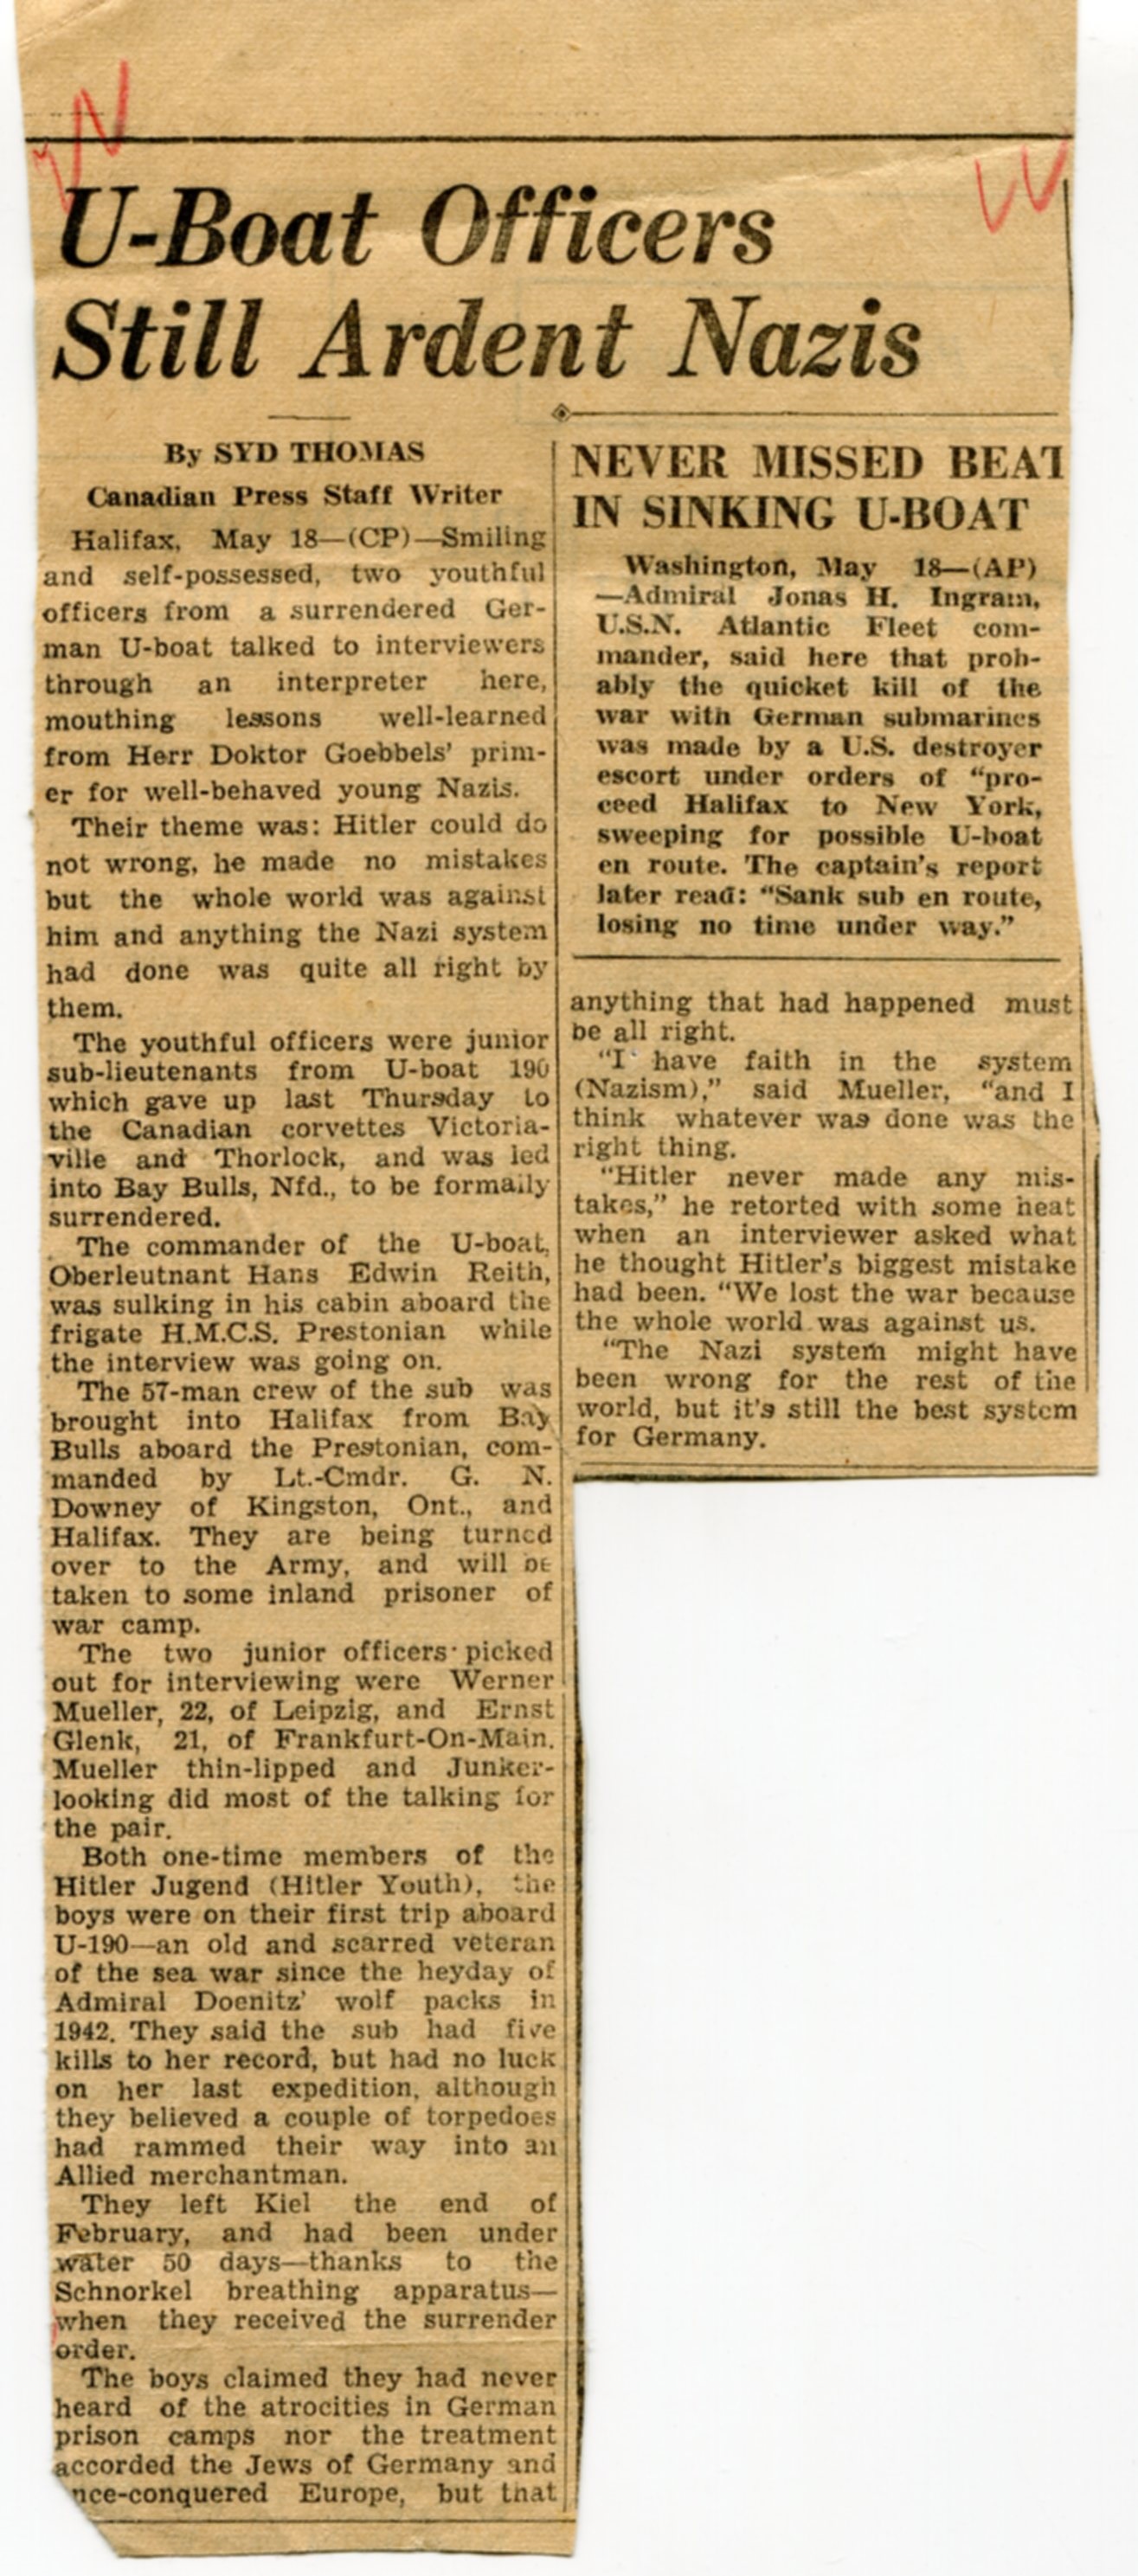 U-Boat Officers
Still Ardent Nazis
By SYD THOMAS
Canadian Press Staff Writer
Halifax, May 18—(CP)—Smiling
and self-possessed, two youthful
officers from a surrendered Ger-
man U-boat talked to interviewers
through an interpreter here,
mouthing lessons well-learned
from Herr Doktor Goebbels' prim-
er for well-behaved young Nazis.
Their theme was: Hitler could do
not wrong, he made no mistakes
but the whole world was against
him and anything the Nazi system
had done was quite all right by
them.
The youthful officers were junior
sub-lieutenants from U-boat 190
which gave up last Thursday to
the Canadian corvettes Victoria-
ville and Thorlock, and was led
into Bay Bulls, Nfd., to be formally
surrendered.
The commander of the U-boat,
Oberleutnant Hans Edwin Reith,
was sulking in his cabin aboard the
frigate H.M.C.S. Prestonian while
the interview was going on.
The 57-man crew of the sub was
brought into Halifax from Bay
Bulls aboard the Prestonian, com-
manded by Lt.-Cmdr. G. N.
Downey of Kingston, Ont., and
Halifax. They are being turned
over to the Army, and will be
taken to some inland prisoner of
war camp.
The two junior officers picked
out for interviewing were Werner
Mueller, 22, of Leipzig, and Ernst
Glenk, 21, of Frankfurt-On-Main.
Mueller thin-lipped and Junker-
looking did most of the talking for
the pair.
Both one-time members of the
Hitler Jugend (Hitler Youth), the
boys were on their first trip aboard
U-190—an old and scarred veteran
of the sea war since the heyday of
Admiral Doenitz' wolf packs in
1942. They said the sub had five
kills to her record, but had no luck
on her last expedition, although
they believed a couple of torpedoes
had rammed their way into an
Allied merchantman.
They left Kiel the end of
February, and had been under
water 50 days—thanks to the
Schnorkel breathing apparatus—
when they received the surrender
order.
The boys claimed they had never
heard of the atrocities in German
prison camps nor the treatment
accorded the Jews of Germany and
nce-conquered Europe, but that
NEVER MISSED BEAT
IN SINKING U-BOAT
Washington, May 18—(AP)
—Admiral Jonas H. Ingram,
U.S.N. Atlantic Fleet com-
mander, said here that prob-
ably the quicket kill of the
war with German submarines
was made by a U.S. destroyer
escort under orders of "pro-
ceed Halifax to New York,
sweeping for possible U-boat
en route. The captain's report
later read: "Sank sub en route,
losing no time under way."
anything that had happened must
be all right.
"I have faith in the system
(Nazism)," said Mueller, "and I
think whatever was done was the
right thing.
"Hitler never made any mis-
takes," he retorted with some heat
when an interviewer asked what
he thought Hitler's biggest mistake
had been. "We lost the war because
the whole world was against us.
"The Nazi system might have
been wrong for the rest of the
world, but it's still the best system
for Germany.